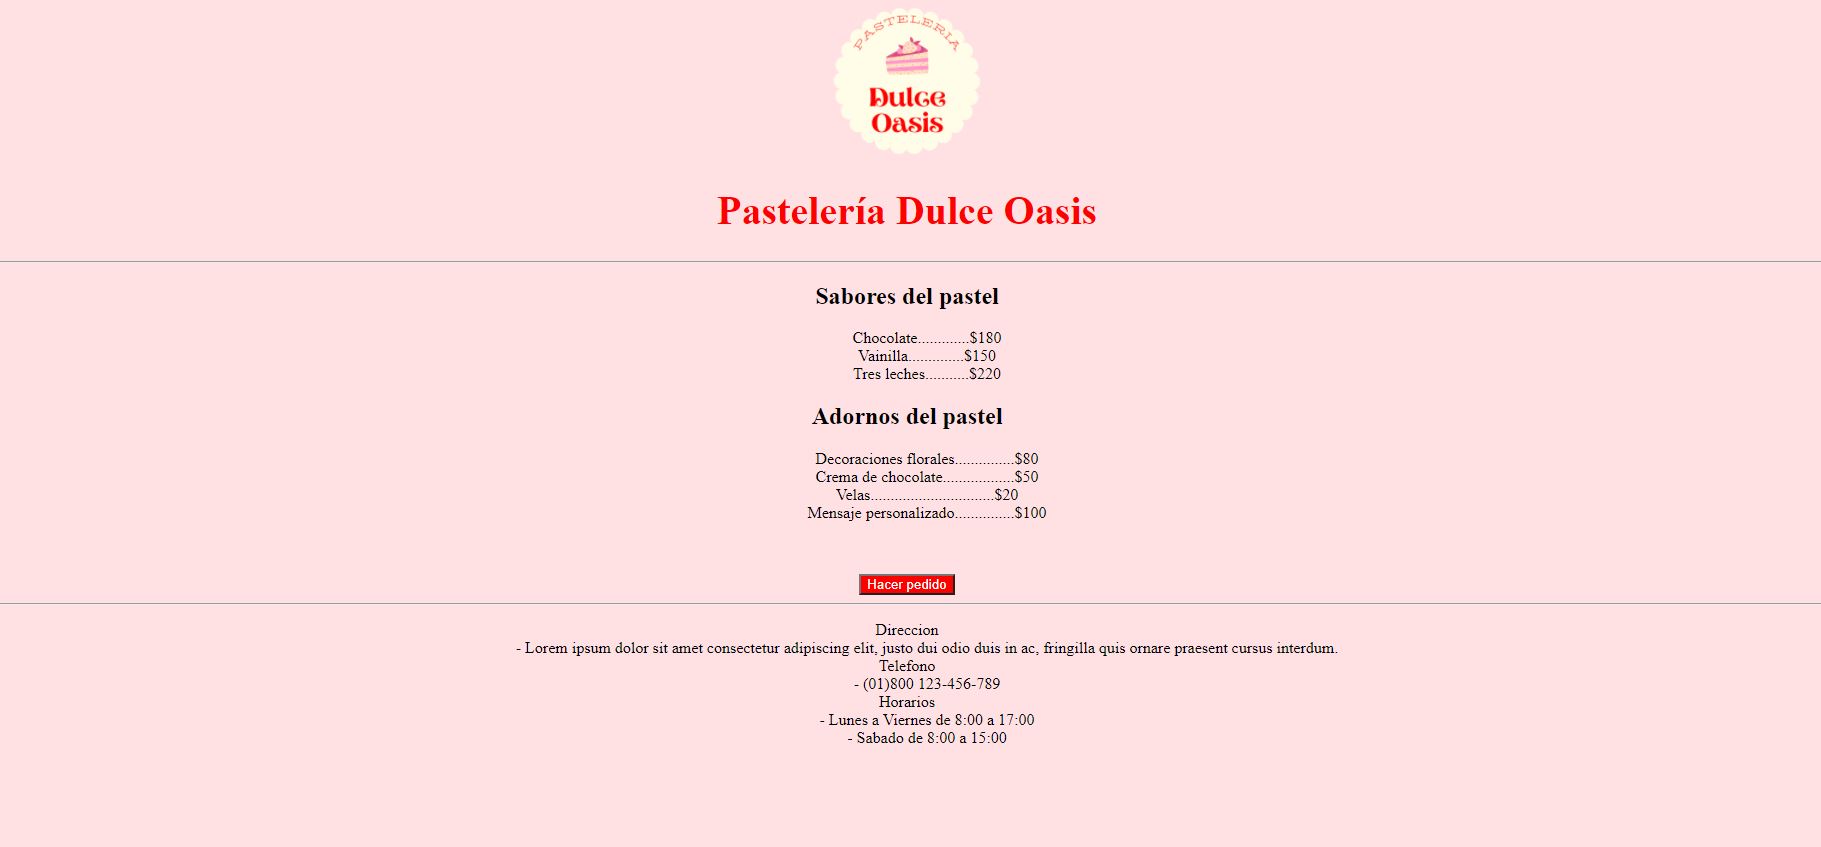 PASTELERIA
Dulce
Oasis
Pastelería Dulce Oasis
Sabores del pastel
Chocolate.............$180
Vainilla..............$150
Tres leches...........$220
Adornos del pastel
Decoraciones florales...............$80
Crema de chocolate..................$50
Velas...............................$20
Mensaje personalizado...............$100
Hacer pedido
Direccion
- Lorem ipsum dolor sit amet consectetur adipiscing elit, justo dui odio duis in ac, fringilla quis ornare praesent cursus interdum.
Telefono
- (01)800 123-456-789
Horarios
- Lunes a Viernes de 8:00 a 17:00
- Sabado de 8:00 a 15:00